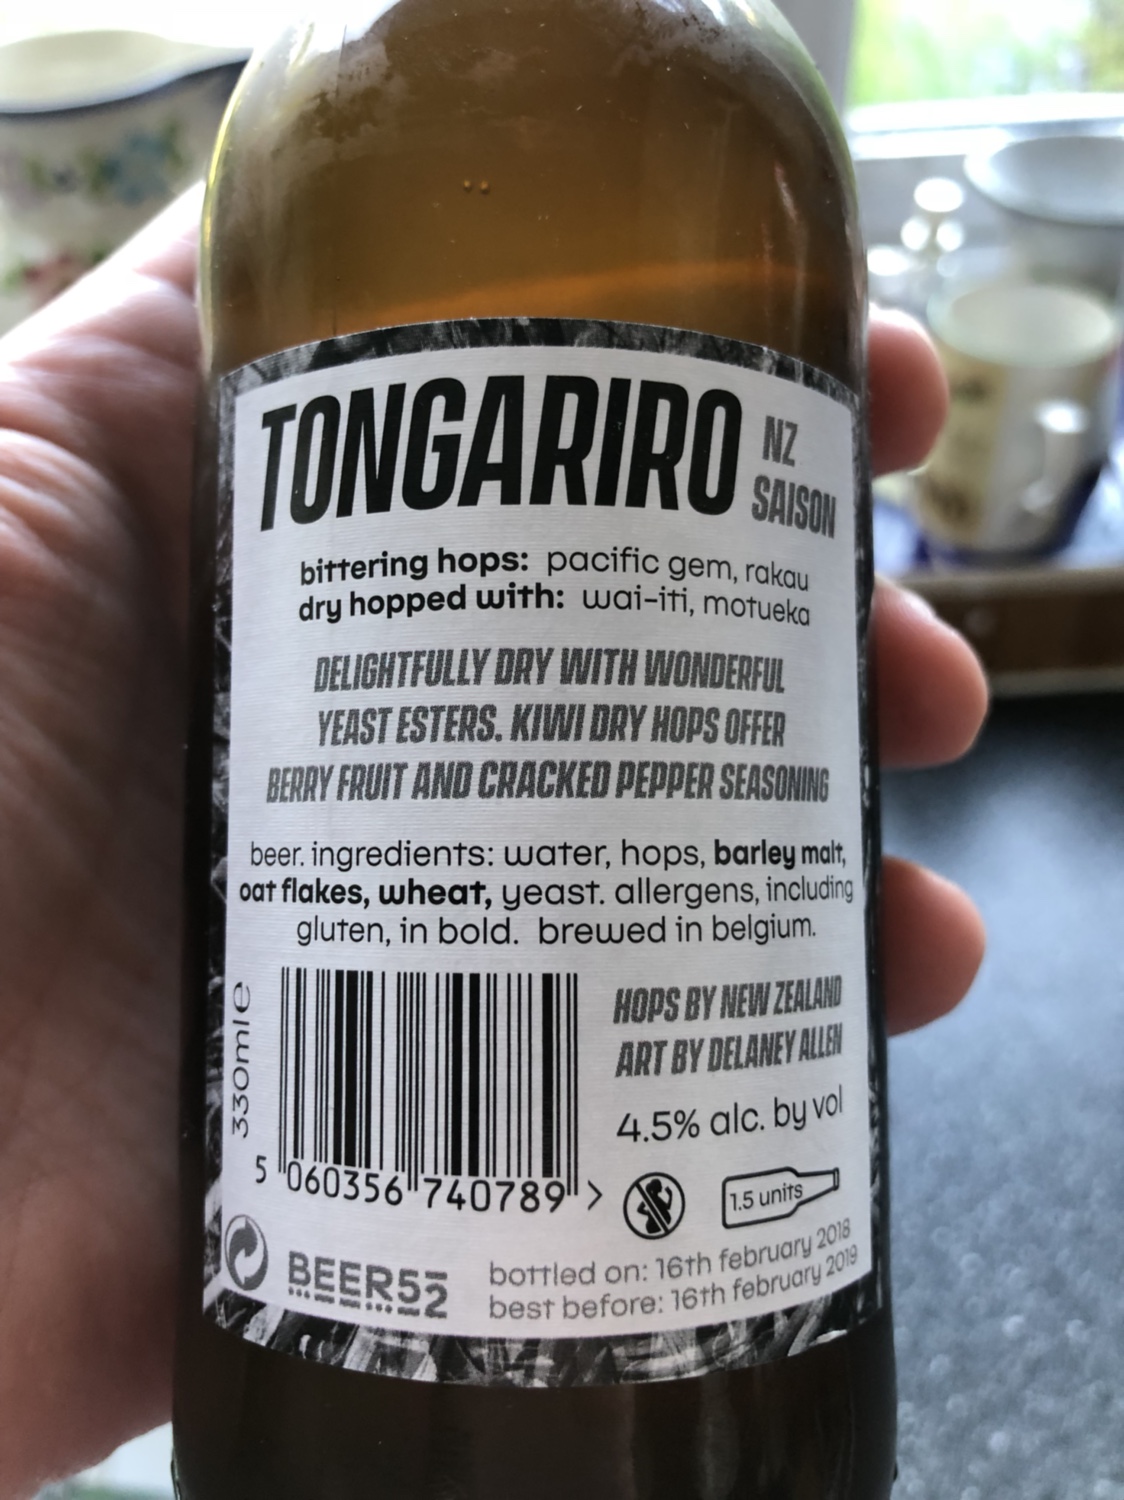 TONGARIRO NZ
SAISON
bittering hops: pacific gem, rakau
dry hopped with: wai-iti, motueka
DELIGHTFULLY DRY WITH WONDERFUL
YEAST ESTERS. KIWI DRY HOPS OFFER
BERRY FRUIT AND CRACKED PEPPER SEASONING
beer. ingredients: water, hops, barley malt,
oat flakes, wheat, yeast. allergens, including
gluten, in bold. brewed in belgium.
330ml e
HOPS BY NEW ZEALAND
ART BY DELANEY ALLEN
4.5% alc. by vol
5 060356 740789 >
1.5 units
BEER52
bottled on: 16th february 2018
best before: 16th february 2019